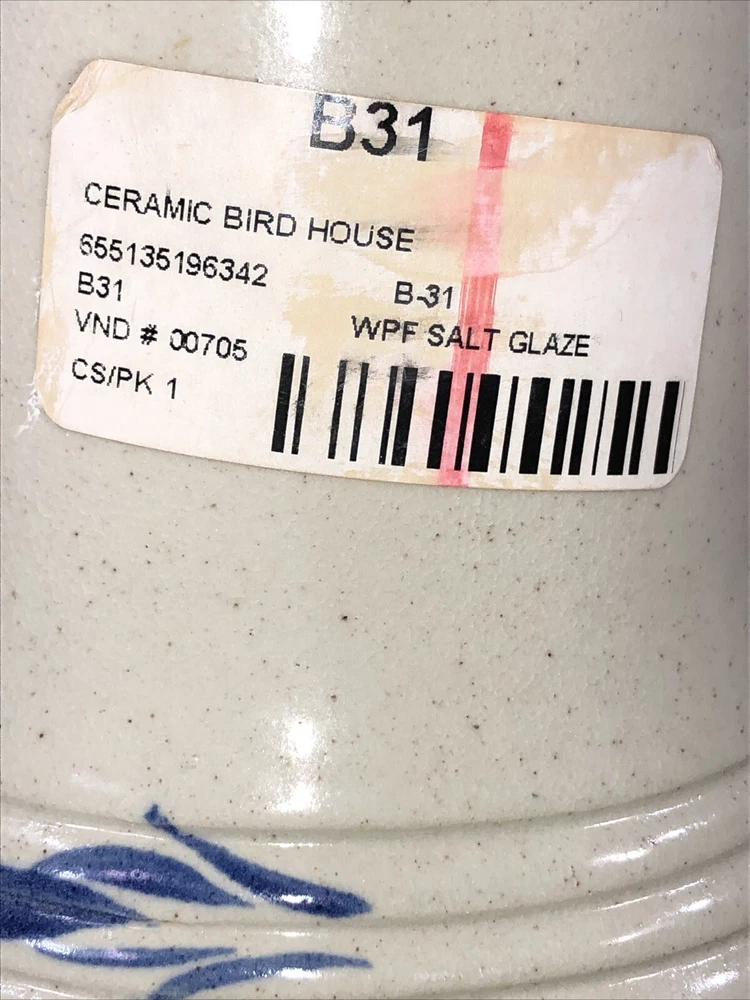 B31
CERAMIC BIRD HOUSE
655135196342
B31 B-31
VND # 00705 WPF SALT GLAZE
CS/PK 1